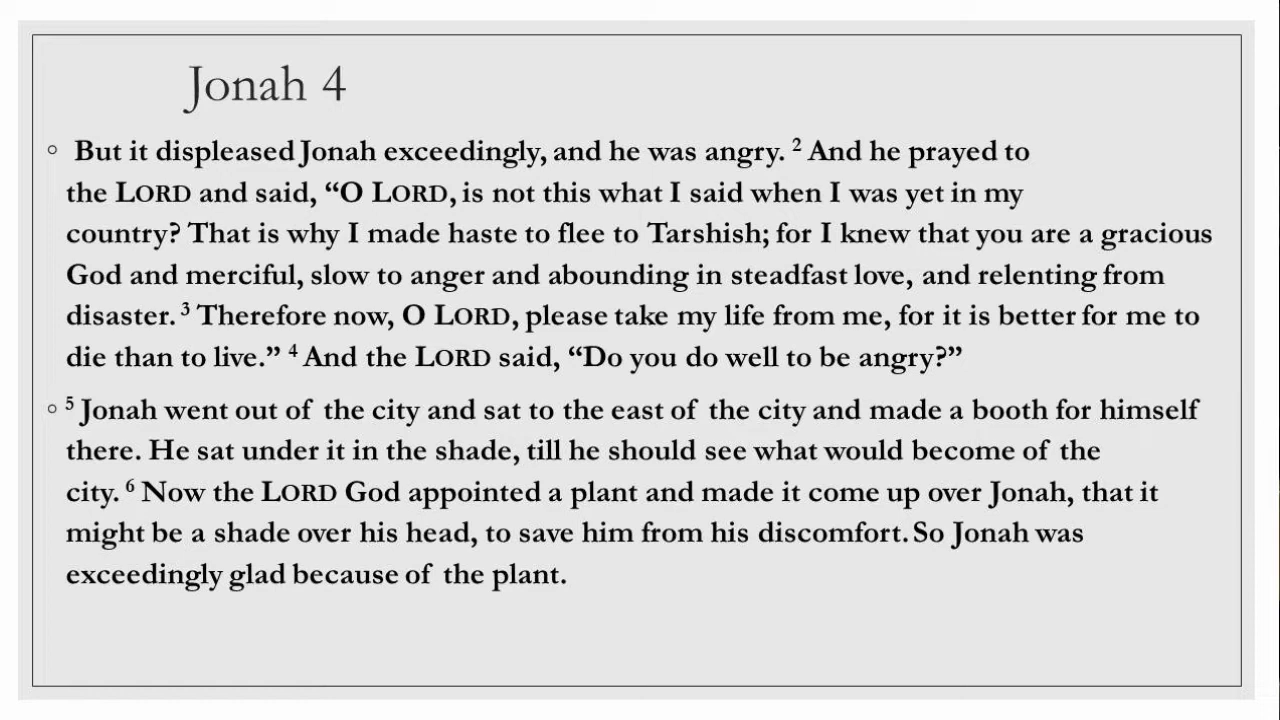 Jonah 4
◦ But it displeased Jonah exceedingly, and he was angry. ² And he prayed to
the LORD and said, “O LORD, is not this what I said when I was yet in my
country? That is why I made haste to flee to Tarshish; for I knew that you are a gracious
God and merciful, slow to anger and abounding in steadfast love, and relenting from
disaster. ³ Therefore now, O LORD, please take my life from me, for it is better for me to
die than to live.” ⁴ And the LORD said, “Do you do well to be angry?”
◦ ⁵ Jonah went out of the city and sat to the east of the city and made a booth for himself
there. He sat under it in the shade, till he should see what would become of the
city. ⁶ Now the LORD God appointed a plant and made it come up over Jonah, that it
might be a shade over his head, to save him from his discomfort. So Jonah was
exceedingly glad because of the plant.